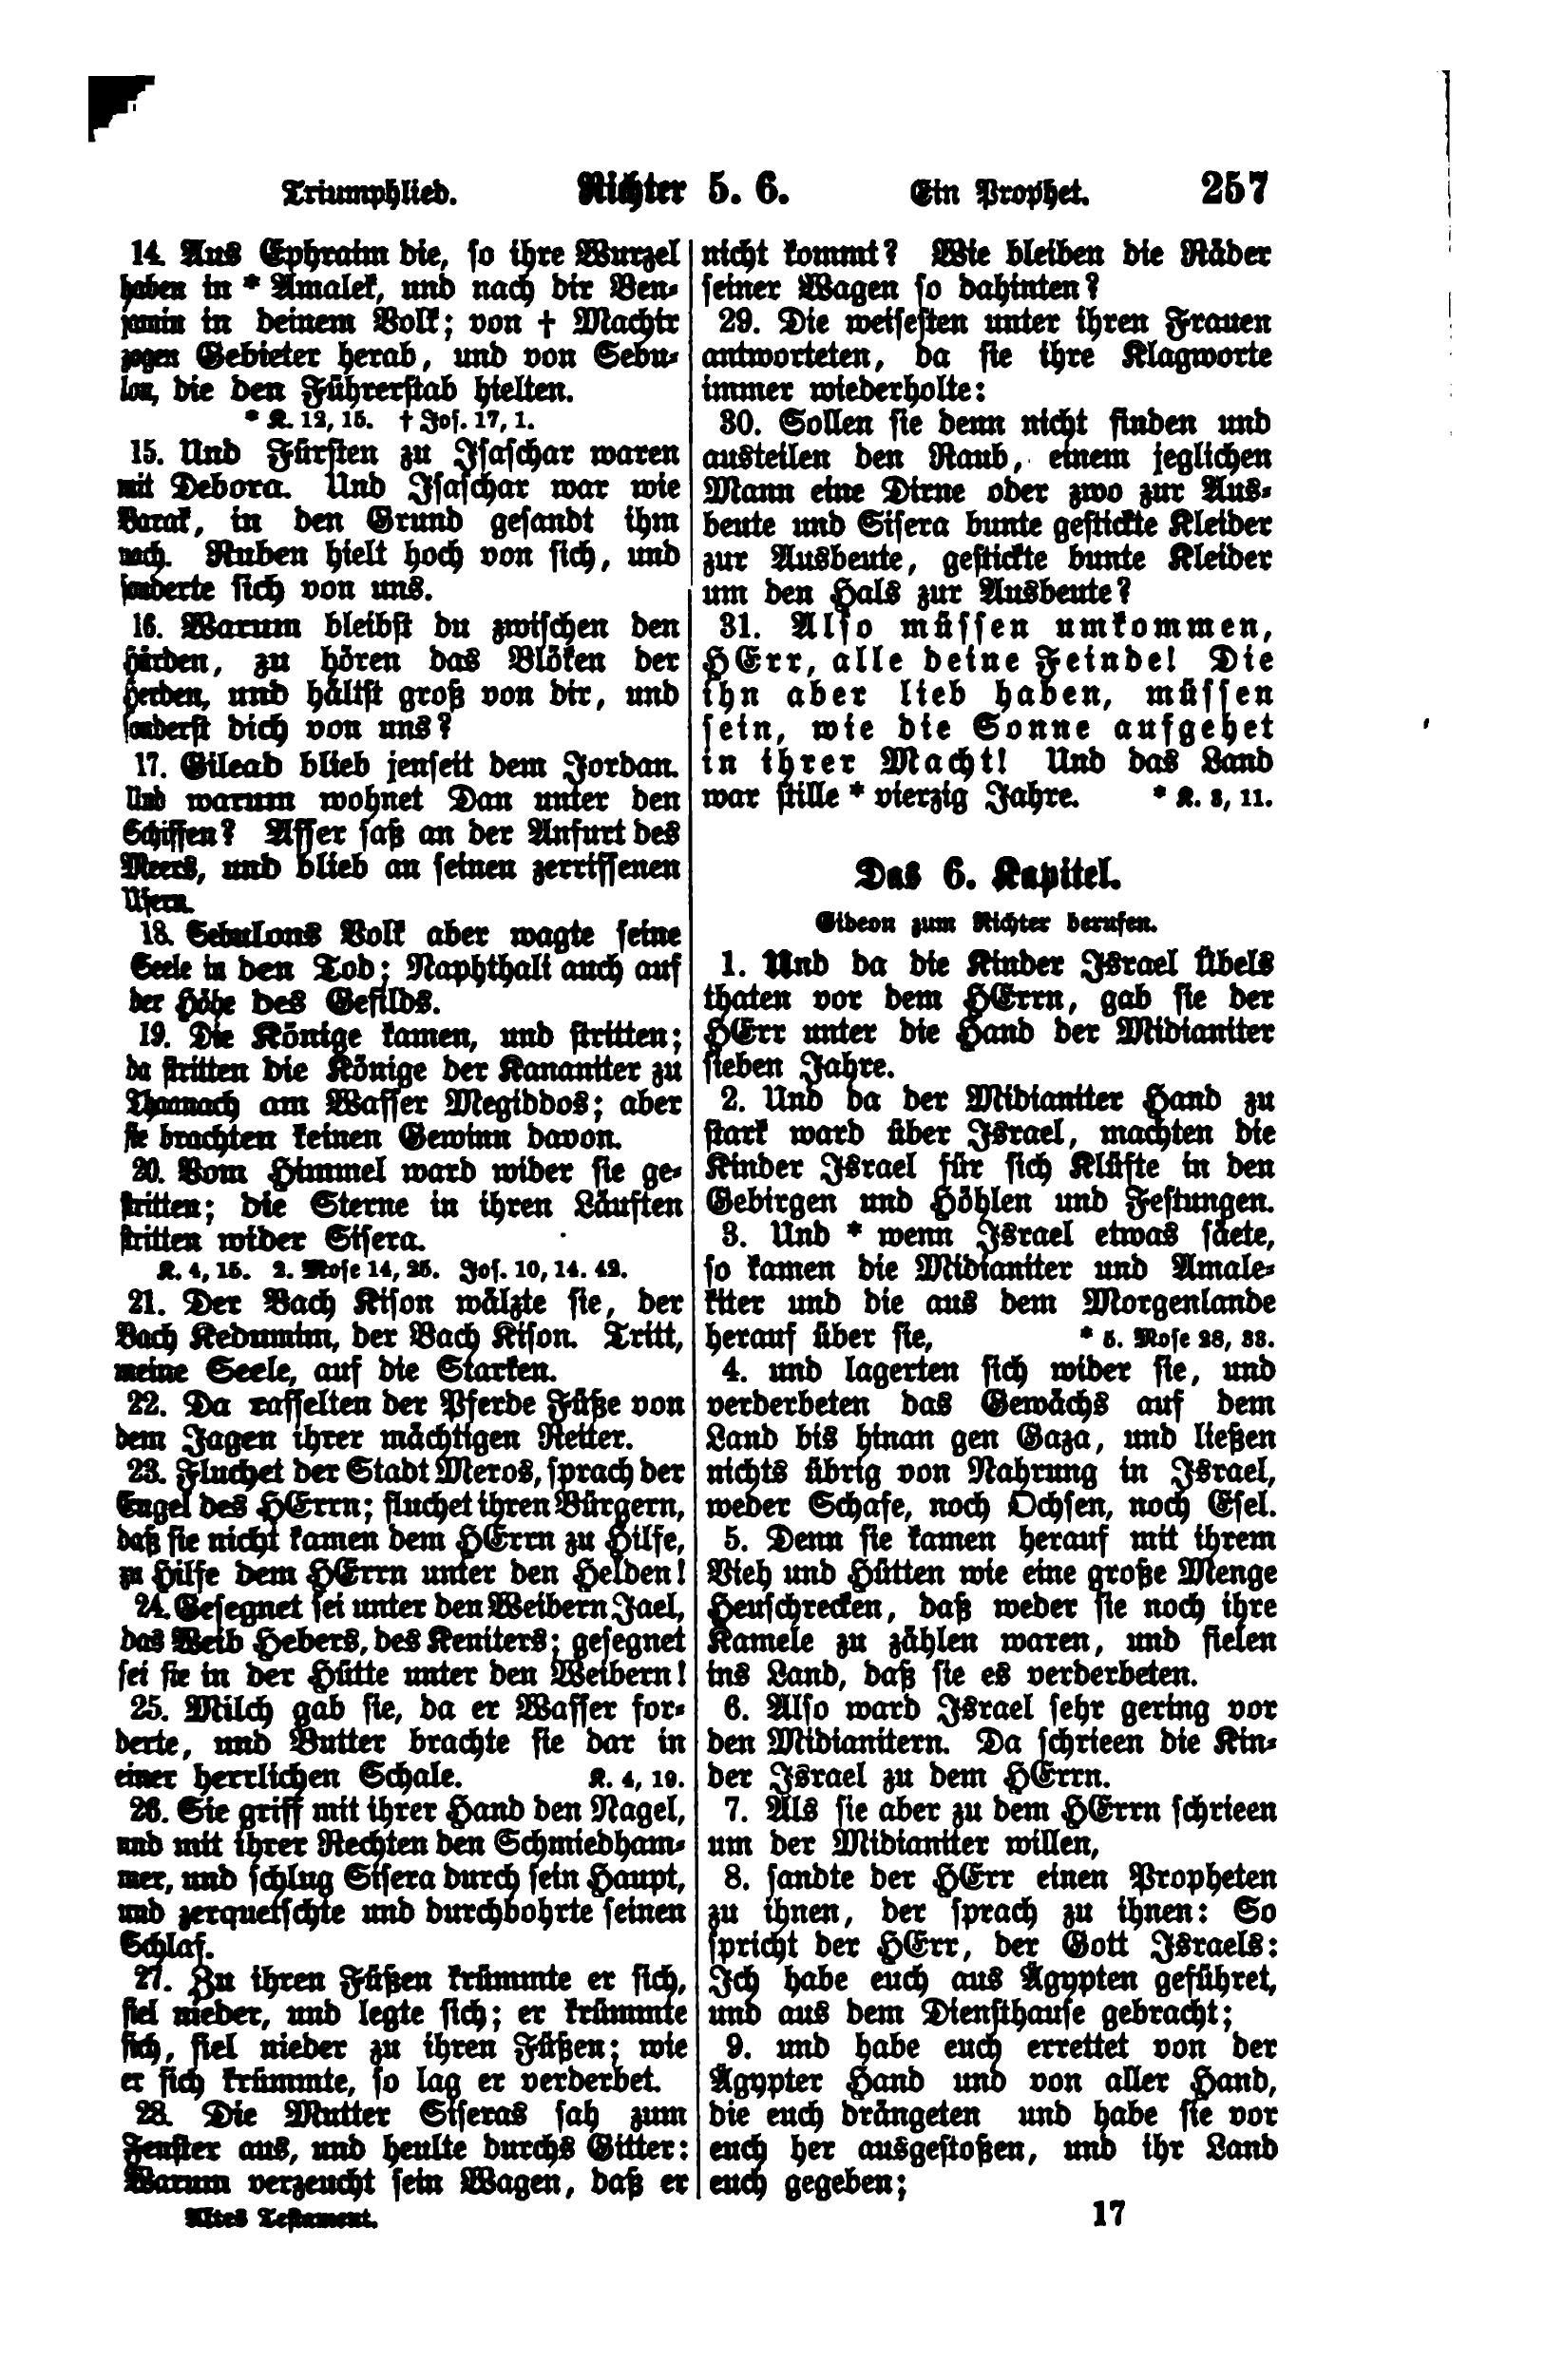 Triumphlied. Richter 5. 6. Ein Prophet. 257
14. Aus Ephraim die, so ihre Wurzel
haben in * Amalek, und nach dir Ben-
jamin in deinem Volk; von † Machir
zogen Gebieter herab, und von Sebu-
lon, die den Führerstab hielten.
* K. 12, 15. † Jos. 17, 1.
15. Und Fürsten zu Isaschar waren
mit Debora. Und Isaschar war wie
Barak, in den Grund gesandt ihm
nach. Ruben hielt hoch von sich, und
sonderte sich von uns.
16. Warum bleibst du zwischen den
Hürden, zu hören das Blöken der
Herden, und hältst groß von dir, und
sonderst dich von uns?
17. Gilead blieb jenseit dem Jordan.
Und warum wohnet Dan unter den
Schiffen? Asser saß an der Anfurt des
Meers, und blieb an seinen zerrissenen
Ufern.
18. Sebulons Volk aber wagte seine
Seele in den Tod; Naphthali auch auf
der Höhe des Gefilds.
19. Die Könige kamen, und stritten;
da stritten die Könige der Kananiter zu
Thaanach am Wasser Megiddos; aber
sie brachten keinen Gewinn davon.
20. Vom Himmel ward wider sie ge-
stritten; die Sterne in ihren Läuften
stritten wider Sisera.
K. 4, 15. 2. Mose 14, 25. Jos. 10, 14. 42.
21. Der Bach Kison wälzte sie, der
Bach Kedumim, der Bach Kison. Tritt,
meine Seele, auf die Starken.
22. Da rasselten der Pferde Füße von
dem Jagen ihrer mächtigen Reiter.
23. Fluchet der Stadt Meros, sprach der
Engel des HErrn; fluchet ihren Bürgern,
daß sie nicht kamen dem HErrn zu Hilfe,
zu Hilfe dem HErrn unter den Helden!
24. Gesegnet sei unter den Weibern Jael,
das Weib Hebers, des Keniters; gesegnet
sei sie in der Hütte unter den Weibern!
25. Milch gab sie, da er Wasser for-
derte, und Butter brachte sie dar in
einer herrlichen Schale. K. 4, 19.
26. Sie griff mit ihrer Hand den Nagel,
und mit ihrer Rechten den Schmiedham-
mer, und schlug Sisera durch sein Haupt,
und zerquetschte und durchbohrte seinen
Schlaf.
27. Zu ihren Füßen krümmte er sich,
fiel nieder, und legte sich; er krümmte
sich, fiel nieder zu ihren Füßen; wie
er sich krümmte, so lag er verderbet.
28. Die Mutter Siseras sah zum
Fenster aus, und heulte durchs Gitter:
Warum verzeucht sein Wagen, daß er
nicht kommt? Wie bleiben die Räder
seiner Wagen so dahinten?
29. Die weisesten unter ihren Frauen
antworteten, da sie ihre Klagworte
immer wiederholte:
30. Sollen sie denn nicht finden und
austeilen den Raub, einem jeglichen
Mann eine Dirne oder zwo zur Aus-
beute und Sisera bunte gestickte Kleider
zur Ausbeute, gestickte bunte Kleider
um den Hals zur Ausbeute?
31. Also müssen umkommen,
HErr, alle deine Feinde! Die
ihn aber lieb haben, müssen
sein, wie die Sonne aufgehet
in ihrer Macht! Und das Land
war stille * vierzig Jahre. * K. 3, 11.
Das 6. Kapitel.
Gideon zum Richter berufen.
1. Und da die Kinder Israel Übels
thaten vor dem HErrn, gab sie der
HErr unter die Hand der Midianiter
sieben Jahre.
2. Und da der Midianiter Hand zu
stark ward über Israel, machten die
Kinder Israel für sich Klüfte in den
Gebirgen und Höhlen und Festungen.
3. Und * wenn Israel etwas säete,
so kamen die Midianiter und Amale-
kiter und die aus dem Morgenlande
herauf über sie, * 5. Mose 28, 33.
4. und lagerten sich wider sie, und
verderbeten das Gewächs auf dem
Land bis hinan gen Gaza, und ließen
nichts übrig von Nahrung in Israel,
weder Schafe, noch Ochsen, noch Esel.
5. Denn sie kamen herauf mit ihrem
Vieh und Hütten wie eine große Menge
Heuschrecken, daß weder sie noch ihre
Kamele zu zählen waren, und fielen
ins Land, daß sie es verderbeten.
6. Also ward Israel sehr gering vor
den Midianitern. Da schrieen die Kin-
der Israel zu dem HErrn.
7. Als sie aber zu dem HErrn schrieen
um der Midianiter willen,
8. sandte der HErr einen Propheten
zu ihnen, der sprach zu ihnen: So
spricht der HErr, der Gott Israels:
Ich habe euch aus Ägypten geführet,
und aus dem Diensthause gebracht;
9. und habe euch errettet von der
Ägypter Hand und von aller Hand,
die euch drängeten und habe sie vor
euch her ausgestoßen, und ihr Land
euch gegeben;
Altes Testament. 17